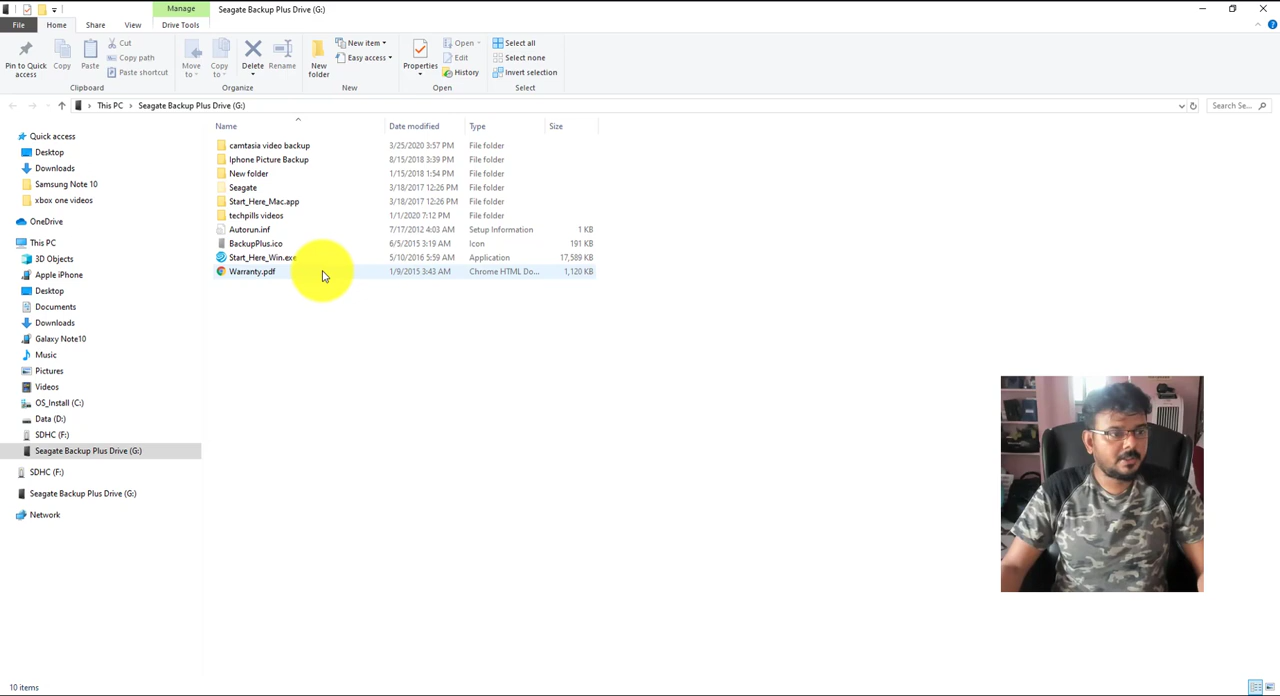 Manage
Seagate Backup Plus Drive (G:)
File
Home
Share
View
Drive Tools
Pin to Quick access
Copy
Paste
Cut
Copy path
Paste shortcut
Clipboard
Move to
Copy to
Delete
Rename
Organize
New folder
New item
Easy access
New
Properties
Open
Edit
History
Open
Select all
Select none
Invert selection
Select
This PC
Seagate Backup Plus Drive (G:)
Search Se...
Name
Date modified
Type
Size
camtasia video backup 3/25/2020 3:57 PM File folder
Iphone Picture Backup 8/15/2018 3:39 PM File folder
New folder 1/15/2018 1:54 PM File folder
Seagate 3/18/2017 12:26 PM File folder
Start_Here_Mac.app 3/18/2017 12:26 PM File folder
techpills videos 1/1/2020 7:12 PM File folder
Autorun.inf 7/17/2012 4:03 AM Setup Information 1 KB
BackupPlus.ico 6/5/2015 3:19 AM Icon 191 KB
Start_Here_Win.exe 5/10/2016 5:59 AM Application 17,589 KB
Warranty.pdf 1/9/2015 3:43 AM Chrome HTML Do... 1,120 KB
Quick access
Desktop
Downloads
Samsung Note 10
xbox one videos
OneDrive
This PC
3D Objects
Apple iPhone
Desktop
Documents
Downloads
Galaxy Note10
Music
Pictures
Videos
OS_Install (C:)
Data (D:)
SDHC (F:)
Seagate Backup Plus Drive (G:)
SDHC (F:)
Seagate Backup Plus Drive (G:)
Network
10 items